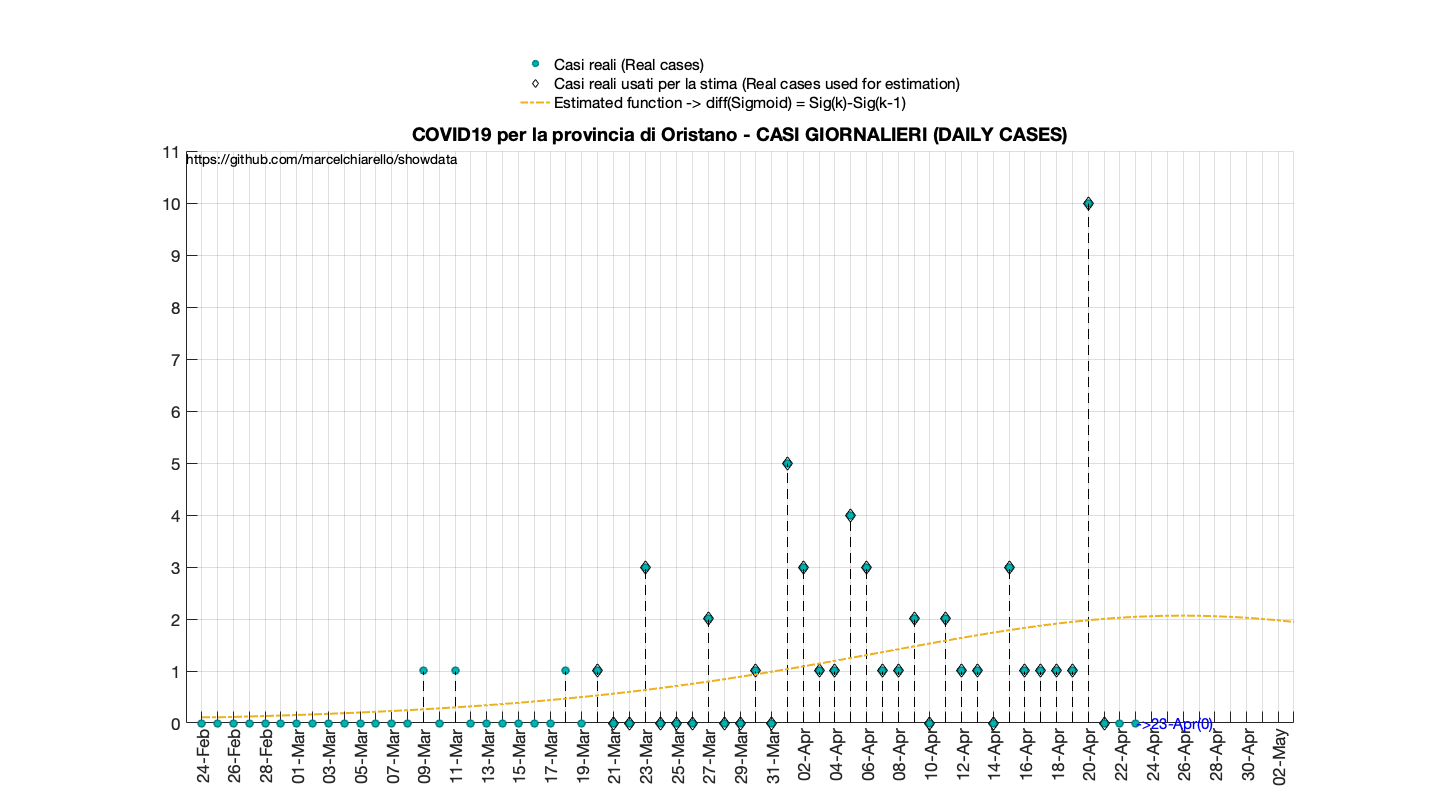 Casi reali (Real cases)
Casi reali usati per la stima (Real cases used for estimation)
Estimated function -> diff(Sigmoid) = Sig(k)-Sig(k-1)
COVID19 per la provincia di Oristano - CASI GIORNALIERI (DAILY CASES)
https://github.com/marcelchiarello/showdata
11
10
9
8
7
6
5
4
3
2
1
0
->23-Apr(0)
24-Feb
26-Feb
28-Feb
01-Mar
03-Mar
05-Mar
07-Mar
09-Mar
11-Mar
13-Mar
15-Mar
17-Mar
19-Mar
21-Mar
23-Mar
25-Mar
27-Mar
29-Mar
31-Mar
02-Apr
04-Apr
06-Apr
08-Apr
10-Apr
12-Apr
14-Apr
16-Apr
18-Apr
20-Apr
22-Apr
24-Apr
26-Apr
28-Apr
30-Apr
02-May